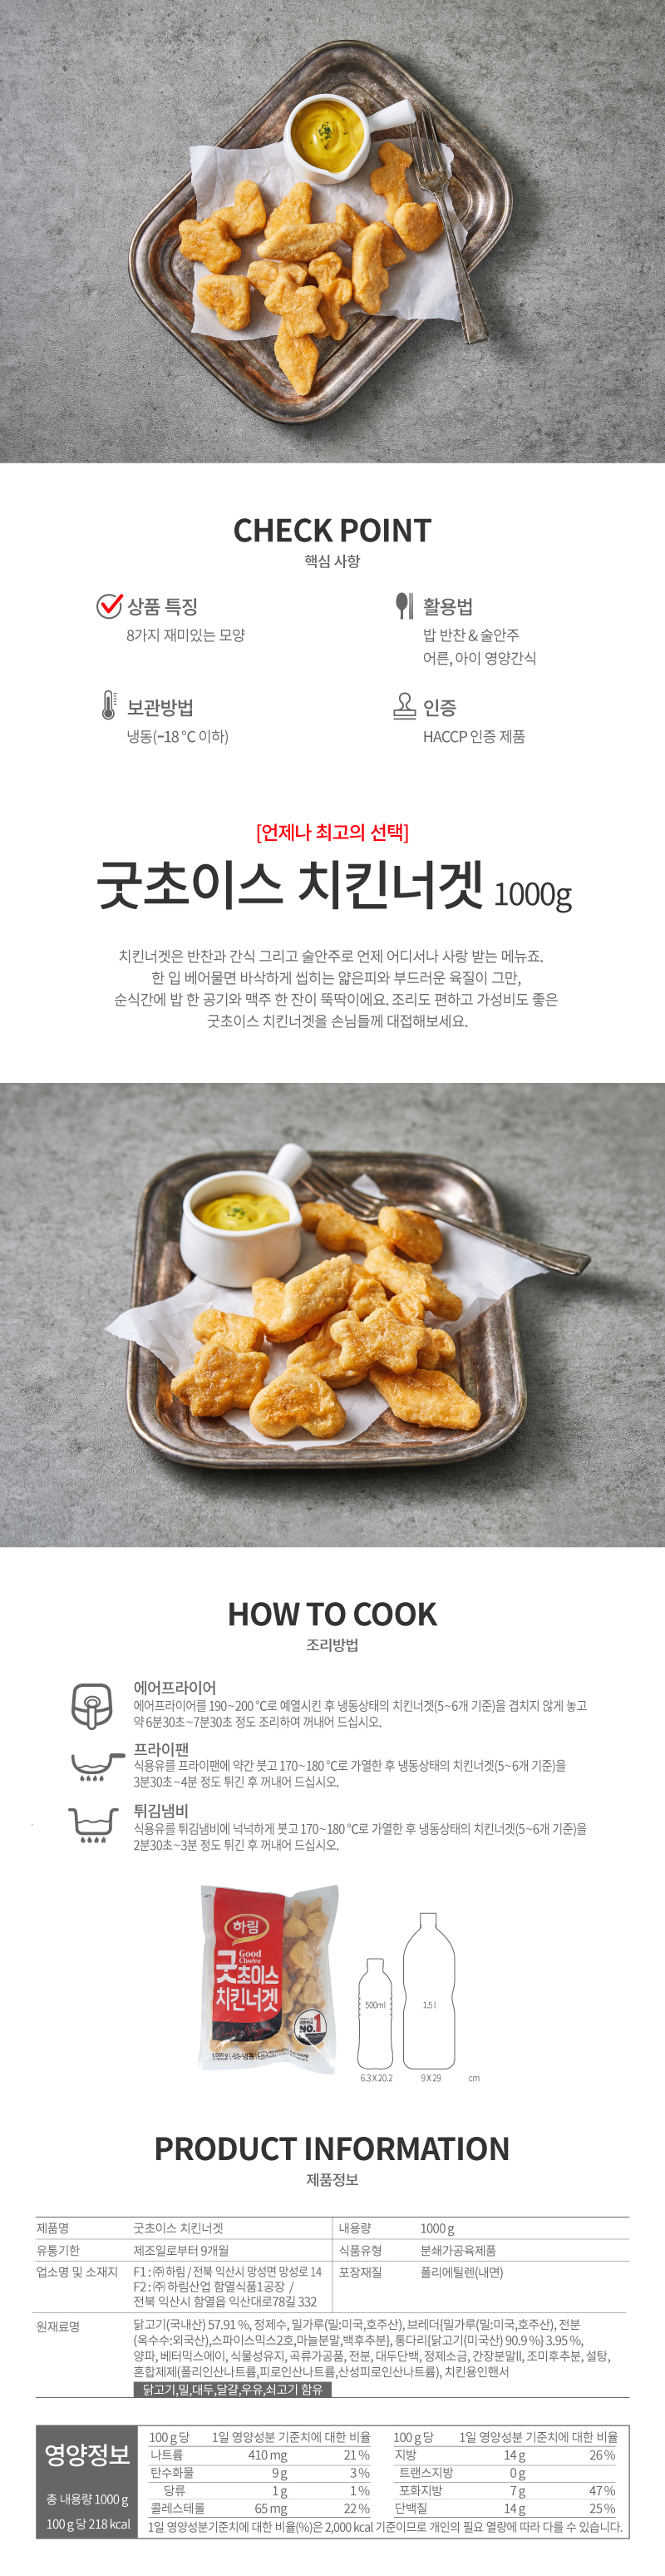 CHECK POINT
핵심 사항
상품 특징
8가지 재미있는 모양
활용법
밥 반찬 & 술안주
어른, 아이 영양간식
보관방법
냉동(-18 °C 이하)
인증
HACCP 인증 제품
[언제나 최고의 선택]
굿초이스 치킨너겟 1000g
치킨너겟은 반찬과 간식 그리고 술안주로 언제 어디서나 사랑 받는 메뉴죠.
한 입 베어물면 바삭하게 씹히는 얇은피와 부드러운 육질이 그만,
순식간에 밥 한 공기와 맥주 한 잔이 뚝딱이에요. 조리도 편하고 가성비도 좋은
굿초이스 치킨너겟을 손님들께 대접해보세요.
HOW TO COOK
조리방법
에어프라이어
에어프라이어를 190~200 °C로 예열시킨 후 냉동상태의 치킨너겟(5~6개 기준)을 겹치지 않게 놓고
약 6분30초~7분30초 정도 조리하여 꺼내어 드십시오.
프라이팬
식용유를 프라이팬에 약간 붓고 170~180 °C로 가열한 후 냉동상태의 치킨너겟(5~6개 기준)을
3분30초~4분 정도 튀긴 후 꺼내어 드십시오.
튀김냄비
식용유를 튀김냄비에 넉넉하게 붓고 170~180 °C로 가열한 후 냉동상태의 치킨너겟(5~6개 기준)을
2분30초~3분 정도 튀긴 후 꺼내어 드십시오.
하림
Good
Choice
굿초이스
치킨너겟
NO.1
500ml
1.5 l
6.3 X 20.2
9 X 29
cm
PRODUCT INFORMATION
제품정보
제품명 굿초이스 치킨너겟 내용량 1000 g
유통기한 제조일로부터 9개월 식품유형 분쇄가공육제품
업소명 및 소재지 F1 : ㈜ 하림 / 전북 익산시 망성면 망성로 14 포장재질 폴리에틸렌(내면)
F2 : ㈜ 하림산업 함열식품1공장 /
전북 익산시 함열읍 익산대로78길 332
원재료명 닭고기(국내산) 57.91 %, 정제수, 밀가루(밀:미국,호주산), 브레더{밀가루(밀:미국,호주산), 전분
(옥수수:외국산),스파이스믹스2호,마늘분말,백후추분}, 통다리{닭고기(미국산) 90.9 %} 3.95 %,
양파, 베터믹스에이, 식물성유지, 곡류가공품, 전분, 대두단백, 정제소금, 간장분말II, 조미후추분, 설탕,
혼합제제(폴리인산나트륨,피로인산나트륨,산성피로인산나트륨), 치킨용인핸서
닭고기,밀,대두,달걀,우유,쇠고기 함유
영양정보
총 내용량 1000 g
100 g 당 218 kcal
100 g 당 1일 영양성분 기준치에 대한 비율 100 g 당 1일 영양성분 기준치에 대한 비율
나트륨 410 mg 21 % 지방 14 g 26 %
탄수화물 9 g 3 % 트랜스지방 0 g
당류 1 g 1 % 포화지방 7 g 47 %
콜레스테롤 65 mg 22 % 단백질 14 g 25 %
1일 영양성분기준치에 대한 비율(%)은 2,000 kcal 기준이므로 개인의 필요 열량에 따라 다를 수 있습니다.